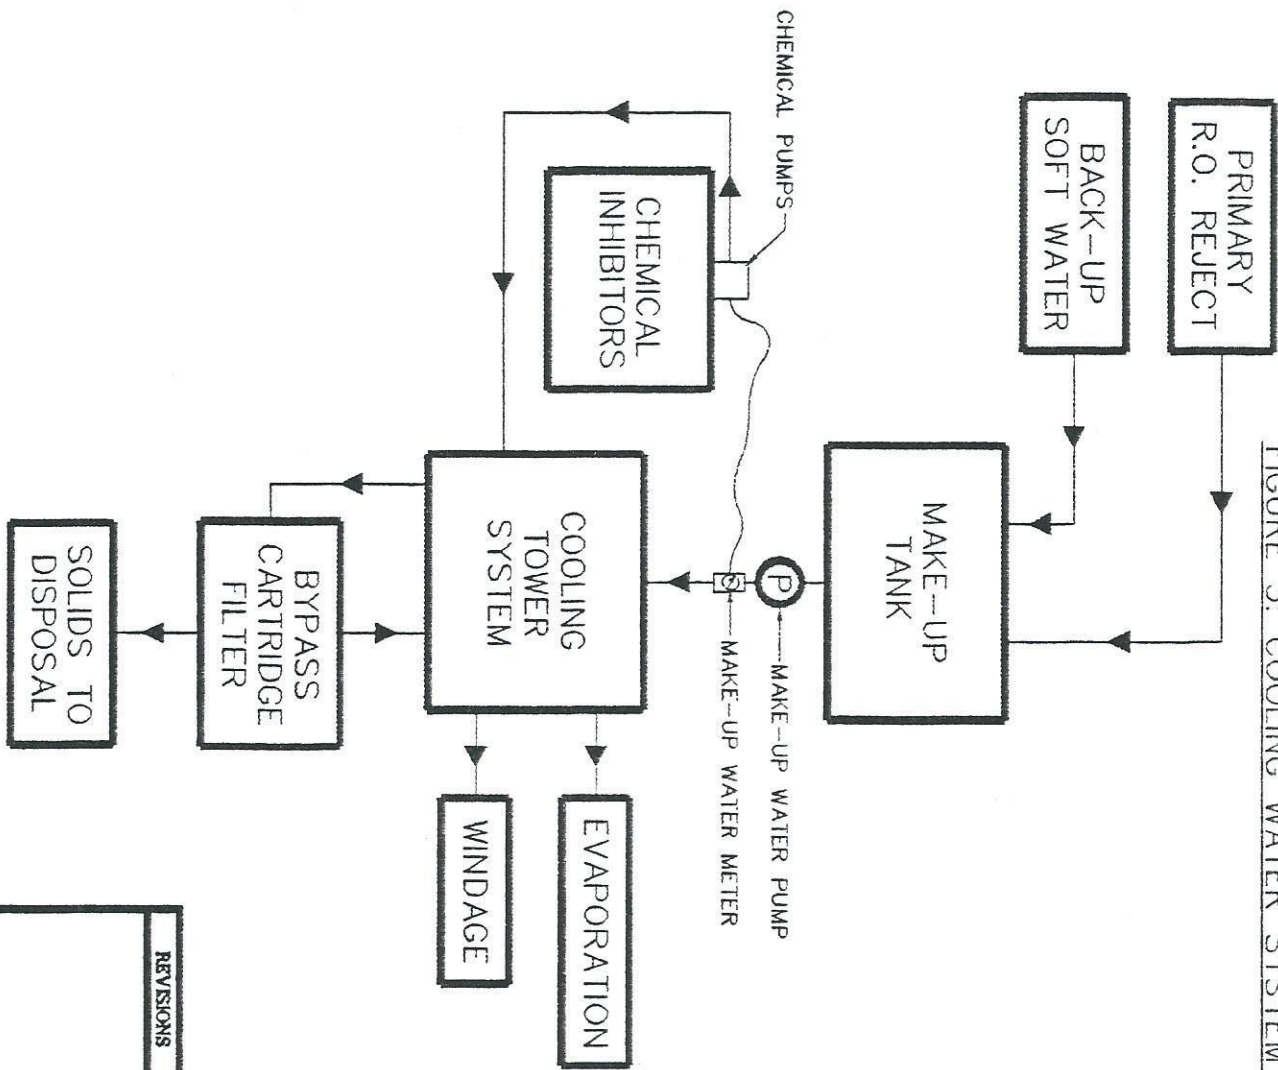 FIGURE 3: COOLING WATER SYSTEM
PRIMARY
R.O. REJECT
BACK-UP
SOFT WATER
MAKE-UP
TANK
CHEMICAL PUMPS
P
MAKE-UP WATER PUMP
MAKE-UP WATER METER
CHEMICAL
INHIBITORS
COOLING
TOWER
SYSTEM
EVAPORATION
WINDAGE
BYPASS
CARTRIDGE
FILTER
SOLIDS TO
DISPOSAL
REVISIONS